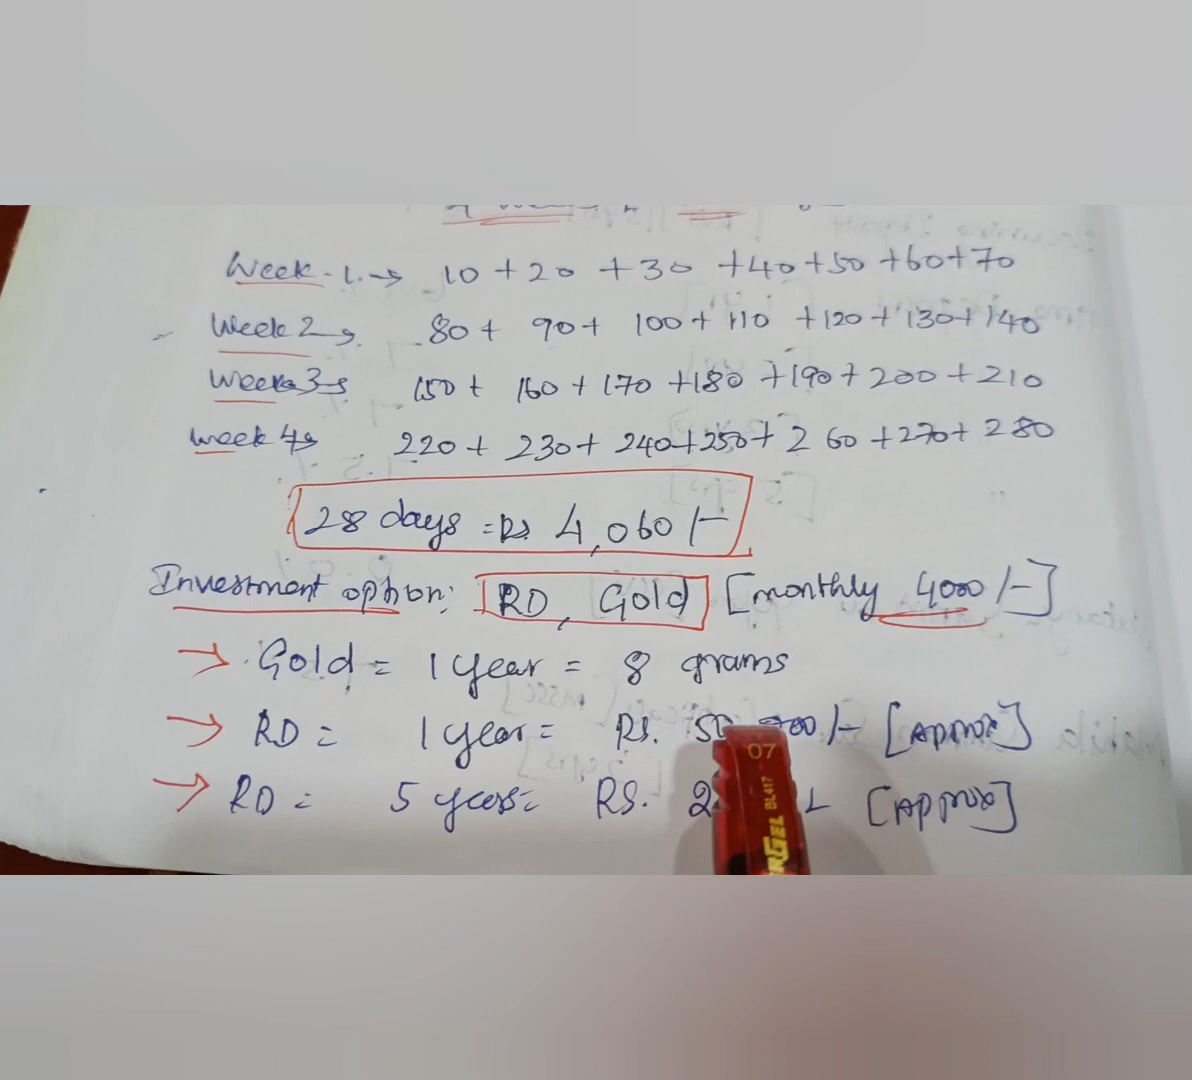 Week-1 → 10 + 20 + 30 +40+50 +60+70
Week 2 → 80 + 90 + 100 + 110 +120 + 130 + 140
Week 3 → 150 + 160 + 170 +180 +190 + 200 + 210
week 4 → 220 + 230 + 240+250+ 260 +270+ 280
28 days = Rs. 4,060/-
Investment option: RD, Gold [monthly 4000/-]
→ Gold = 1 year = 8 grams
→ RD = 1 year = Rs. /- [Approx]
→ RD = 5 years = Rs. 2 L [Approx]
07
BL417